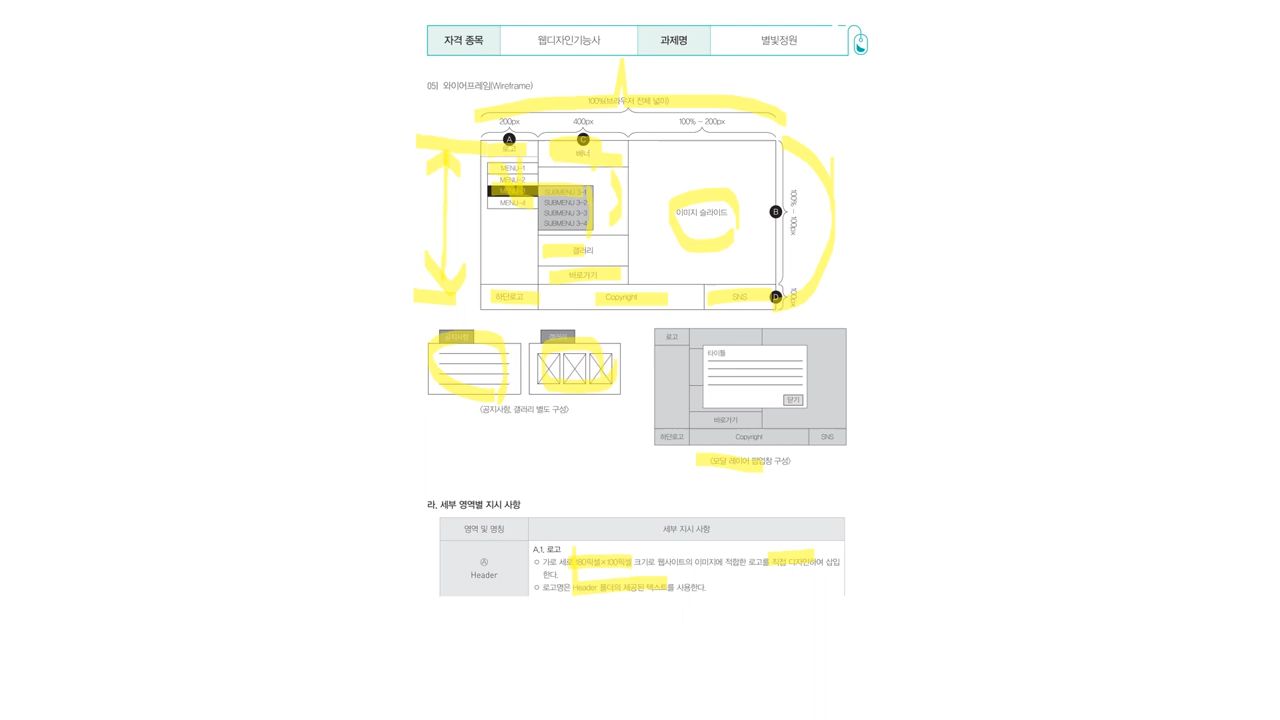 자격 종목 웹디자인기능사 과제명 별빛정원
05) 와이어프레임(Wireframe)
100%(브라우저 전체 넓이)
200px 400px 100% - 200px
A C
로고 배너
MENU-1
MENU-2
SUBMENU 3-1
MENU-4 SUBMENU 3-2
SUBMENU 3-3
SUBMENU 3-4
이미지 슬라이드 B 100% - 100px
갤러리
바로가기
하단로고 Copyright SNS D 100px
공지사항 갤러리
〈공지사항, 갤러리 별도 구성〉
로고
타이틀
닫기
바로가기
하단로고 Copyright SNS
〈모달 레이어 팝업창 구성〉
라. 세부 영역별 지시 사항
영역 및 명칭 세부 지시 사항
Ⓐ
Header
A.1. 로고
○ 가로 세로 180픽셀×100픽셀 크기로 웹사이트의 이미지에 적합한 로고를 직접 디자인하여 삽입
한다.
○ 로고명은 Header 폴더의 제공된 텍스트를 사용한다.